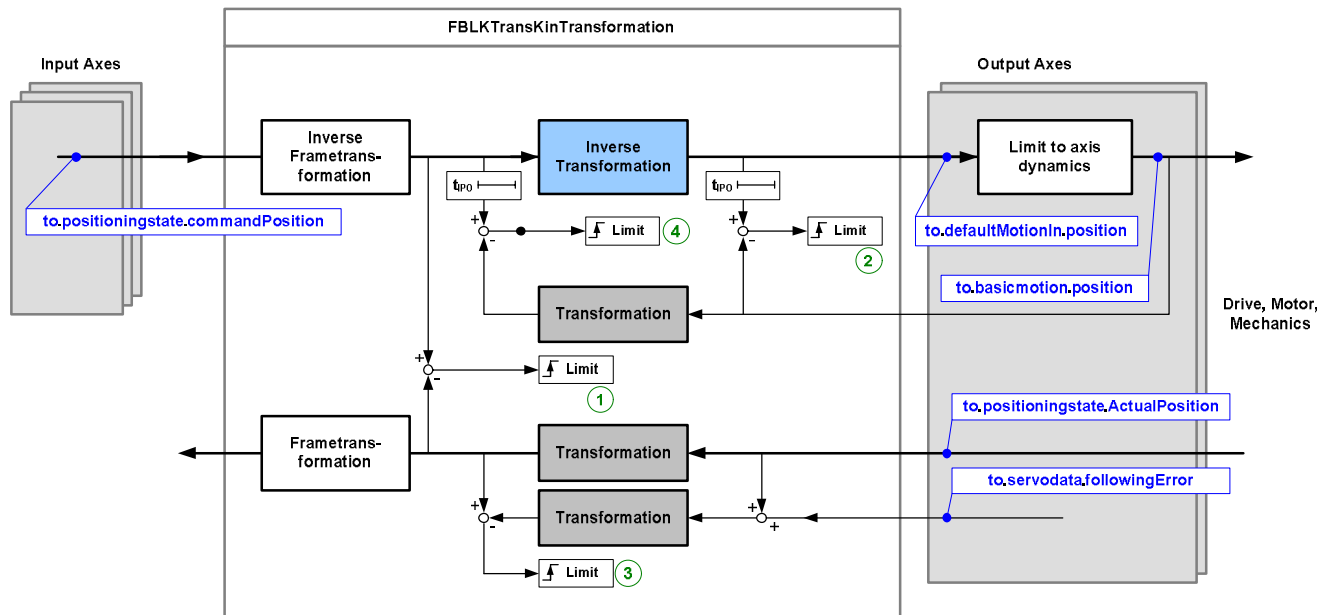 FBLKTransKinTransformation
Input Axes
Output Axes
Inverse
Frametrans-
formation
Inverse
Transformation
Limit to axis
dynamics
tIPO
tIPO
to.positioningstate.commandPosition
+
-
Limit
4
+
-
Limit
2
to.defaultMotionIn.position
to.basicmotion.position
Transformation
Drive, Motor,
Mechanics
+
-
Limit
1
to.positioningstate.ActualPosition
Frametrans-
formation
Transformation
to.servodata.followingError
+
-
Transformation
+
+
Limit
3